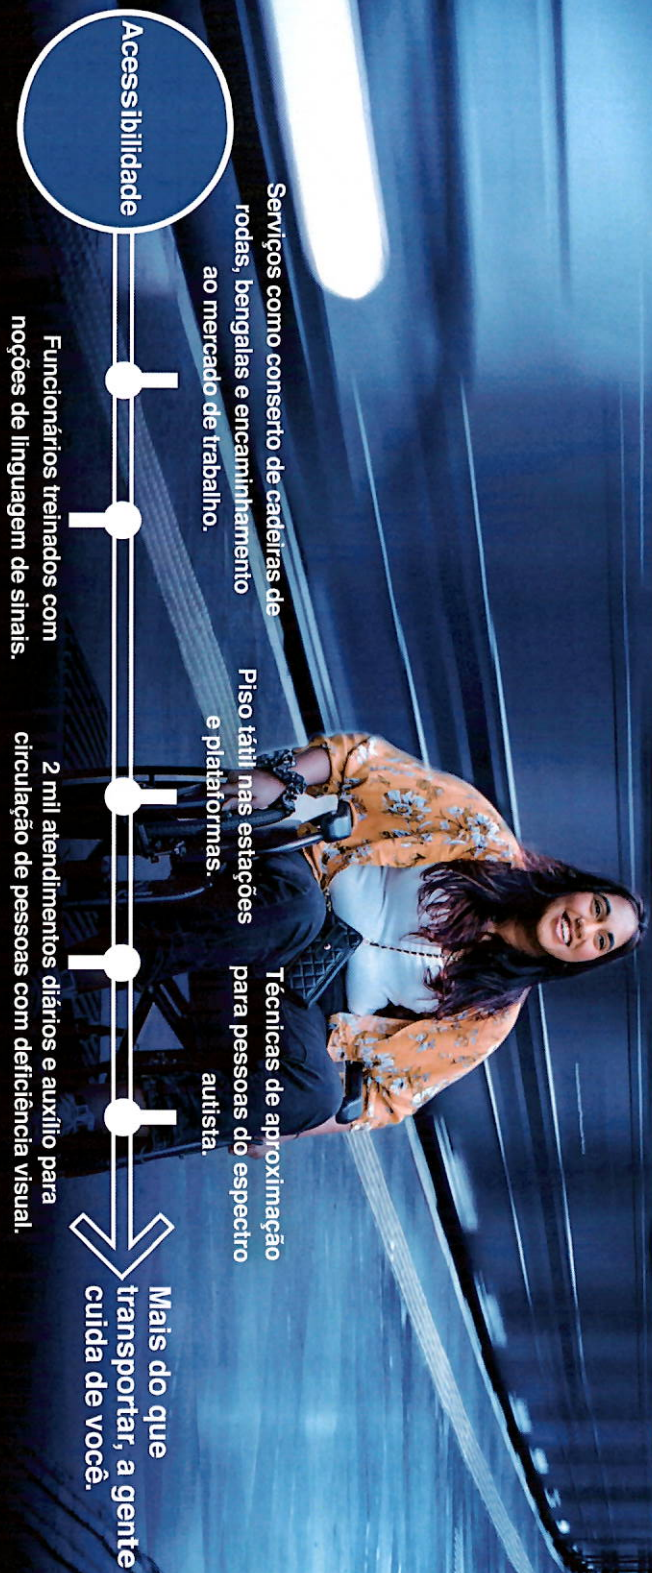 Acessibilidade
Serviços como conserto de cadeiras de
rodas, bengalas e encaminhamento
ao mercado de trabalho.
Funcionários treinados com
noções de linguagem de sinais.
Piso tátil nas estações
e plataformas.
2 mil atendimentos diários e auxílio para
circulação de pessoas com deficiência visual.
Técnicas de aproximação
para pessoas do espectro
autista.
Mais do que
transportar, a gente
cuida de você.